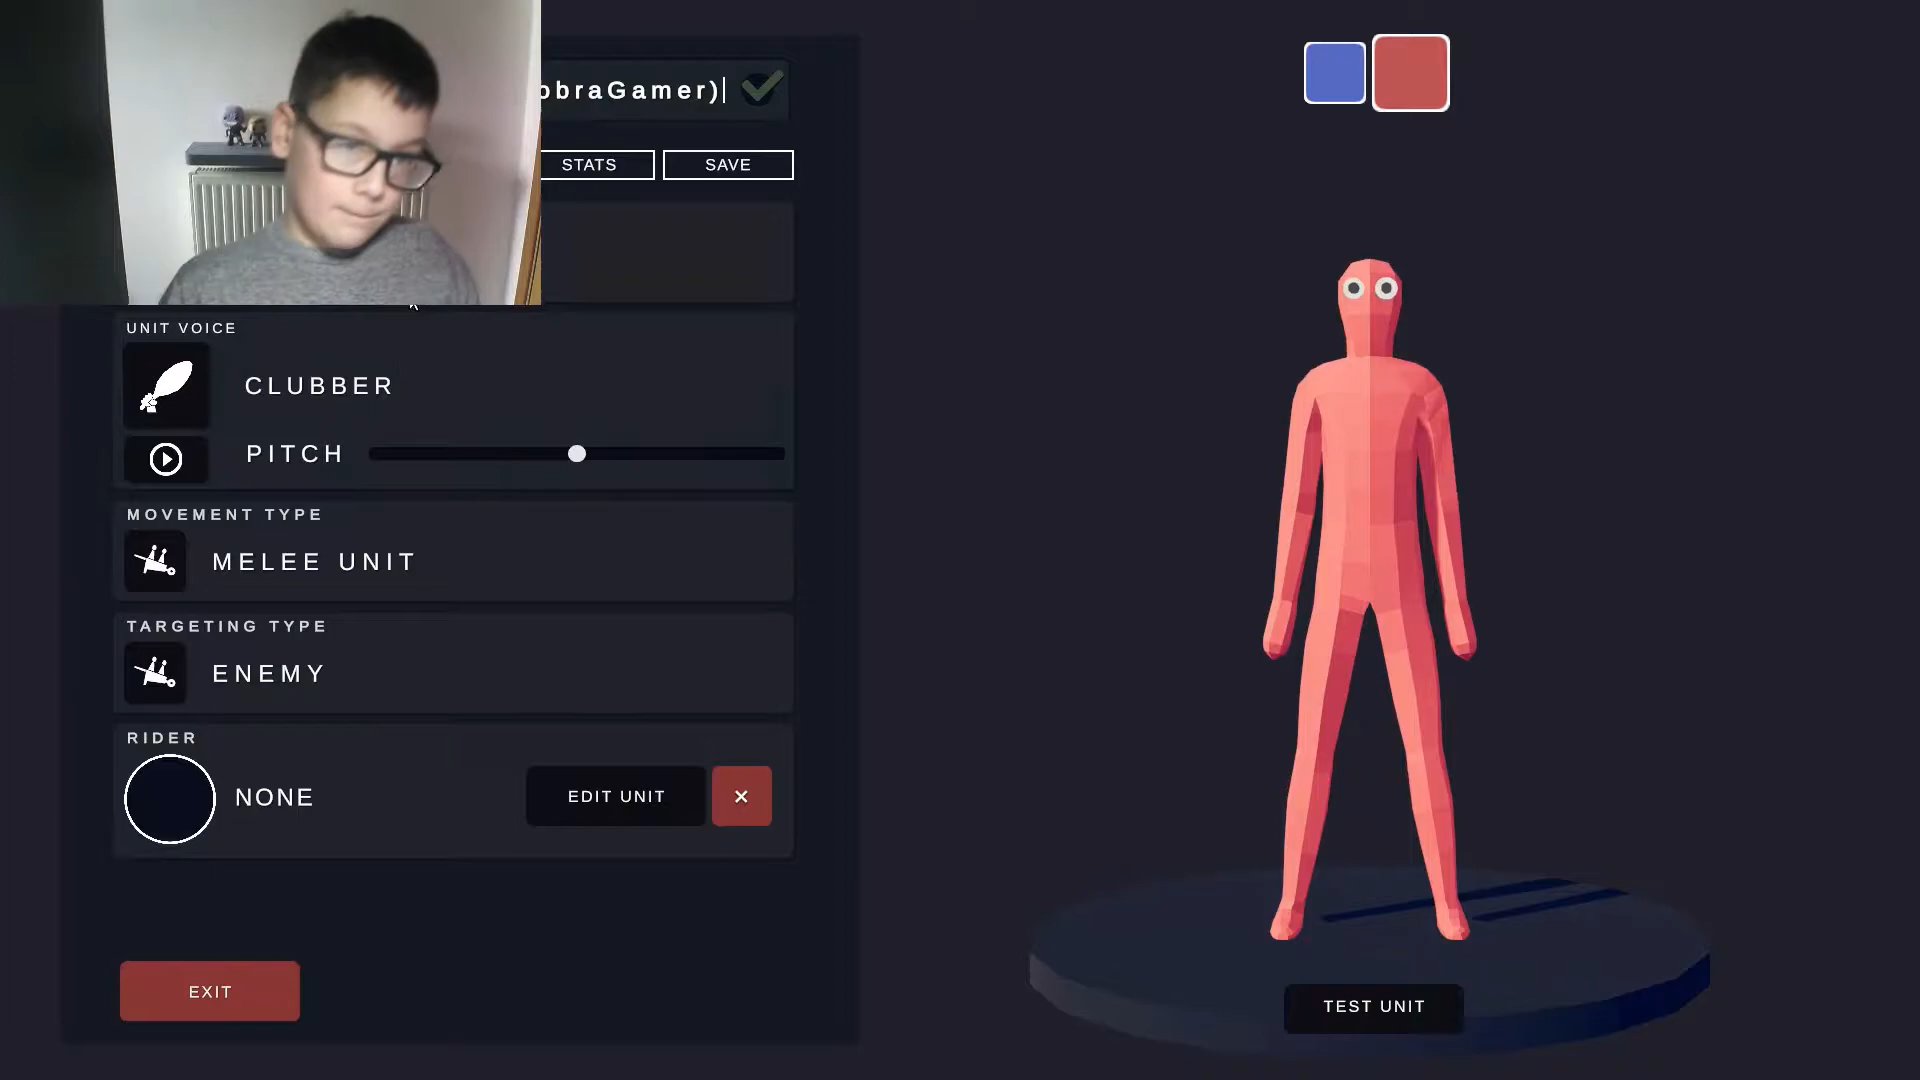 obraGamer)
STATS
SAVE
UNIT VOICE
CLUBBER
PITCH
MOVEMENT TYPE
MELEE UNIT
TARGETING TYPE
ENEMY
RIDER
NONE
EDIT UNIT
EXIT
TEST UNIT